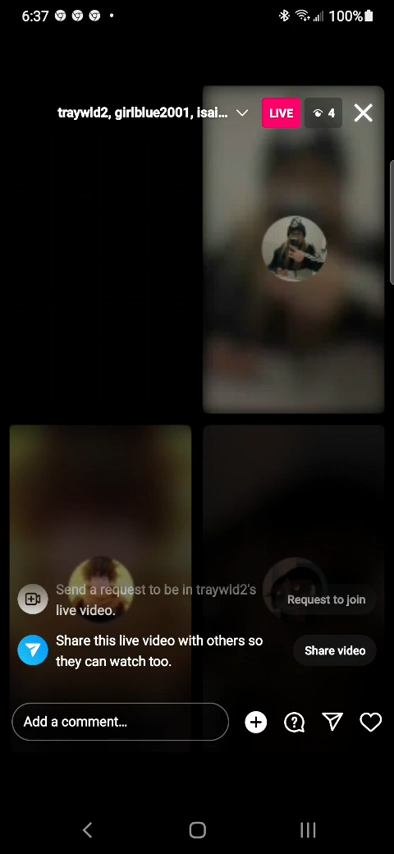 6:37
100%
traywld2, girlblue2001, isai...
LIVE
4
Send a request to be in traywld2's
live video.
Request to join
Share this live video with others so
they can watch too.
Share video
Add a comment...